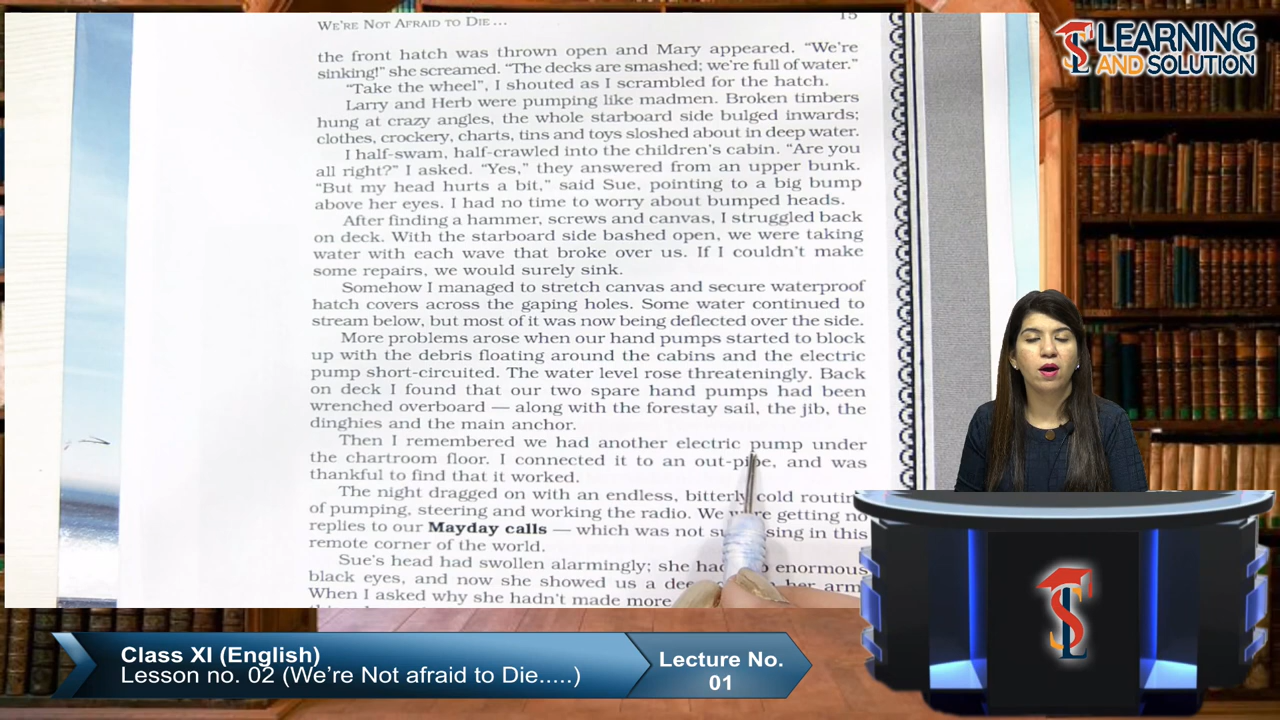 WE'RE NOT AFRAID TO DIE ...
15
the front hatch was thrown open and Mary appeared. “We're
sinking!” she screamed. “The decks are smashed; we're full of water.”
“Take the wheel”, I shouted as I scrambled for the hatch.
Larry and Herb were pumping like madmen. Broken timbers
hung at crazy angles, the whole starboard side bulged inwards;
clothes, crockery, charts, tins and toys sloshed about in deep water.
I half-swam, half-crawled into the children's cabin. “Are you
all right?” I asked. “Yes,” they answered from an upper bunk.
“But my head hurts a bit,” said Sue, pointing to a big bump
above her eyes. I had no time to worry about bumped heads.
After finding a hammer, screws and canvas, I struggled back
on deck. With the starboard side bashed open, we were taking
water with each wave that broke over us. If I couldn't make
some repairs, we would surely sink.
Somehow I managed to stretch canvas and secure waterproof
hatch covers across the gaping holes. Some water continued to
stream below, but most of it was now being deflected over the side.
More problems arose when our hand pumps started to block
up with the debris floating around the cabins and the electric
pump short-circuited. The water level rose threateningly. Back
on deck I found that our two spare hand pumps had been
wrenched overboard — along with the forestay sail, the jib, the
dinghies and the main anchor.
Then I remembered we had another electric pump under
the chartroom floor. I connected it to an out-pipe, and was
thankful to find that it worked.
The night dragged on with an endless, bitterly cold routine
of pumping, steering and working the radio. We were getting no
replies to our Mayday calls — which was not surprising in this
remote corner of the world.
Sue's head had swollen alarmingly; she had enormous
black eyes, and now she showed us a her arm
When I asked why she hadn't made more
LEARNING
AND SOLUTION
Class XI (English)
Lesson no. 02 (We're Not afraid to Die.....)
Lecture No.
01